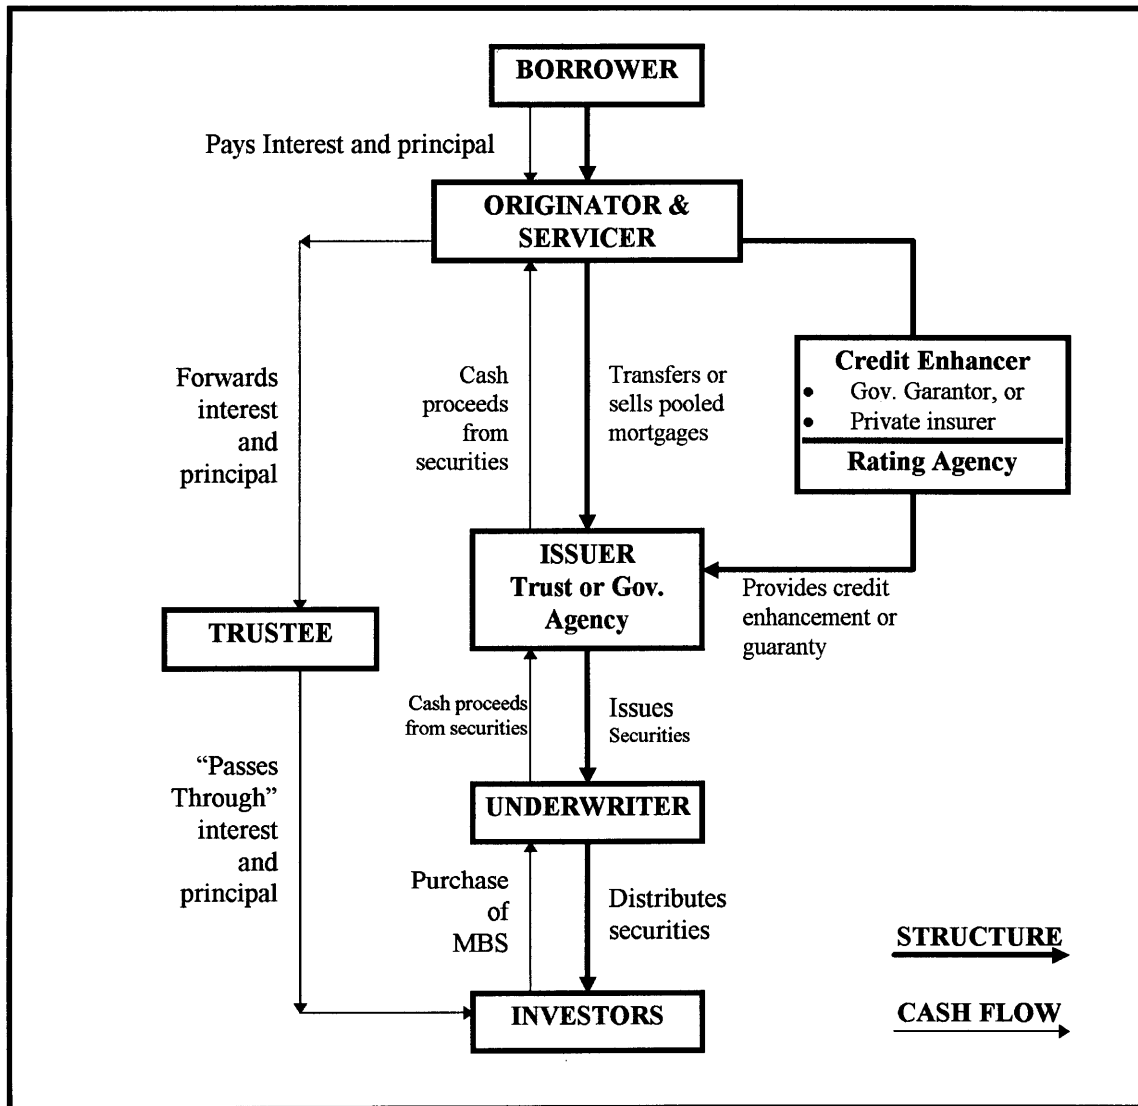 BORROWER
Pays Interest and principal
ORIGINATOR &
SERVICER
Forwards
interest
and
principal
Cash
proceeds
from
securities
Transfers or
sells pooled
mortgages
Credit Enhancer
• Gov. Garantor, or
• Private insurer
Rating Agency
ISSUER
Trust or Gov.
Agency
Provides credit
enhancement or
guaranty
TRUSTEE
Cash proceeds
from securities
Issues
Securities
"Passes
Through"
interest
and
principal
UNDERWRITER
Purchase
of
MBS
Distributes
securities
INVESTORS
STRUCTURE
CASH FLOW